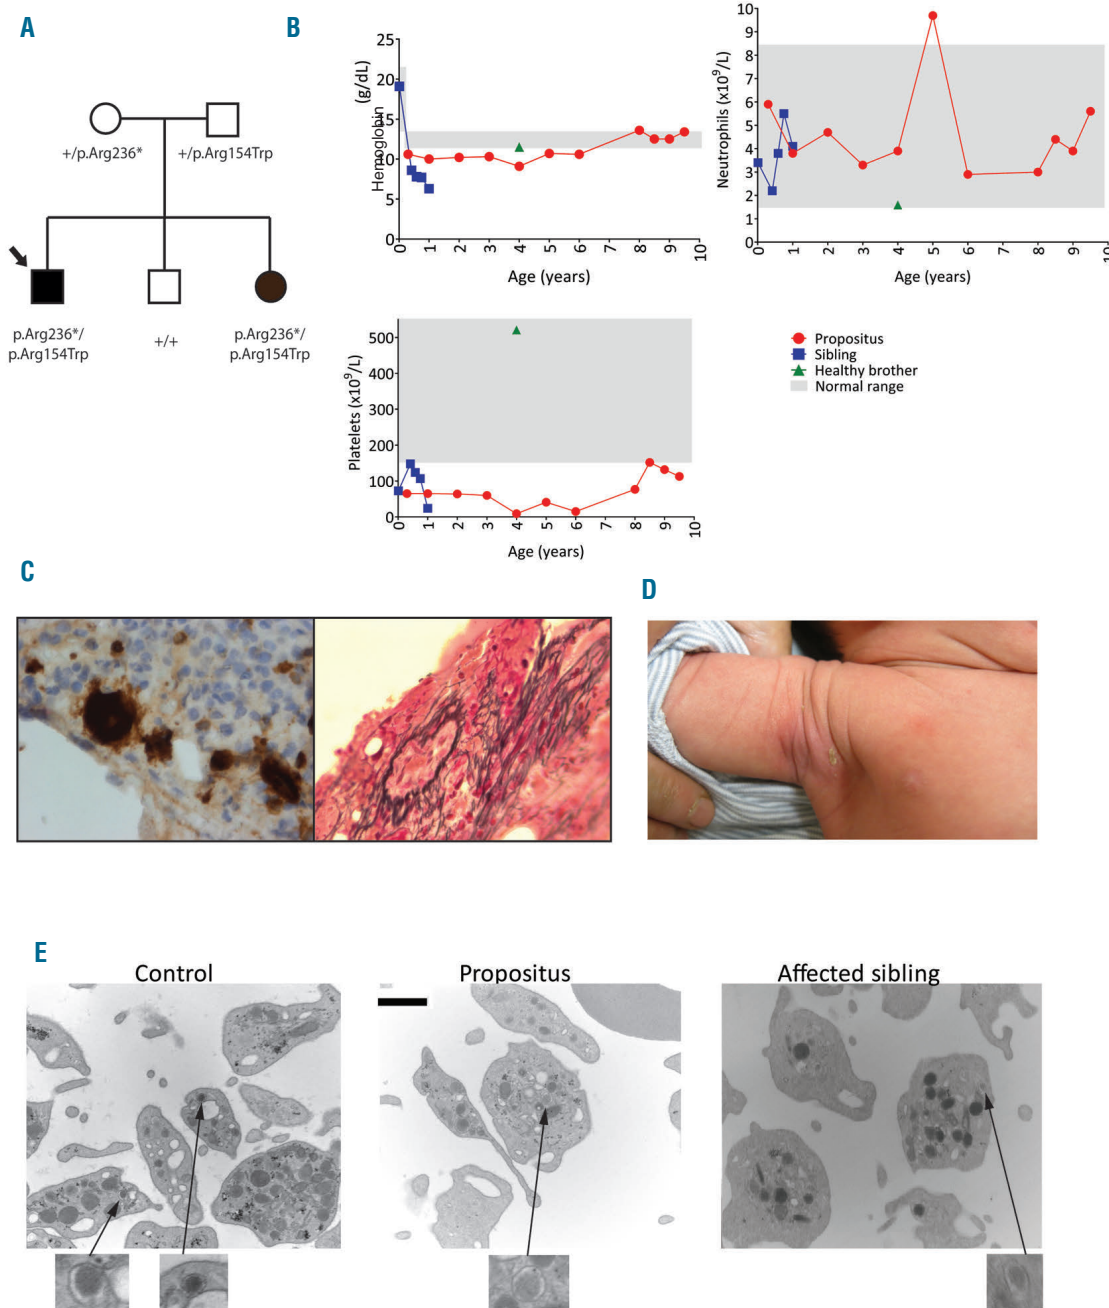 A
+/p.Arg236*
+/p.Arg154Trp
p.Arg236*/
p.Arg154Trp
+/+
p.Arg236*/
p.Arg154Trp
B
Hemoglobin (g/dL)
25
20
15
10
5
0
0 1 2 3 4 5 6 7 8 9 10
Age (years)
Neutrophils (x10⁹/L)
10
9
8
7
6
5
4
3
2
1
0
0 1 2 3 4 5 6 7 8 9 10
Age (years)
Platelets (x10⁹/L)
500
400
300
200
100
0
0 1 2 3 4 5 6 7 8 9 10
Age (years)
Propositus
Sibling
Healthy brother
Normal range
C
D
E
Control
Propositus
Affected sibling